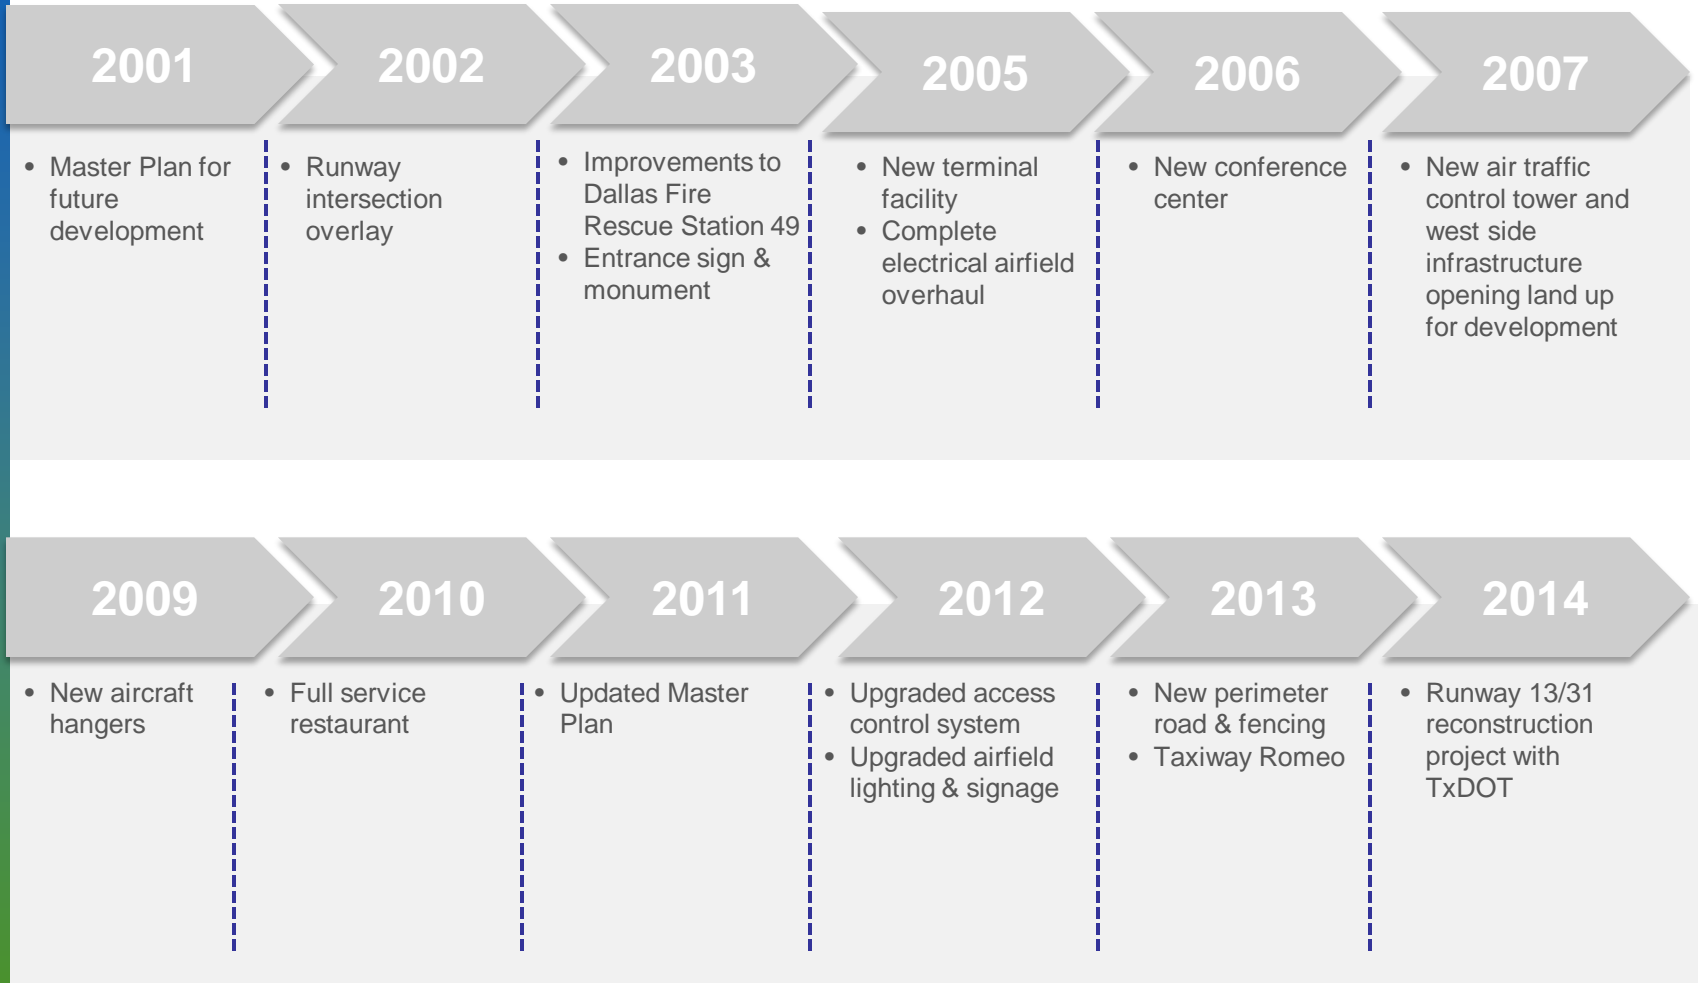 2001
2002
2003
2005
2006
2007
• Master Plan for
future
development
• Runway
intersection
overlay
• Improvements to
Dallas Fire
Rescue Station 49
• Entrance sign &
monument
• New terminal
facility
• Complete
electrical airfield
overhaul
• New conference
center
• New air traffic
control tower and
west side
infrastructure
opening land up
for development
2009
2010
2011
2012
2013
2014
• New aircraft
hangers
• Full service
restaurant
• Updated Master
Plan
• Upgraded access
control system
• Upgraded airfield
lighting & signage
• New perimeter
road & fencing
• Taxiway Romeo
• Runway 13/31
reconstruction
project with
TxDOT